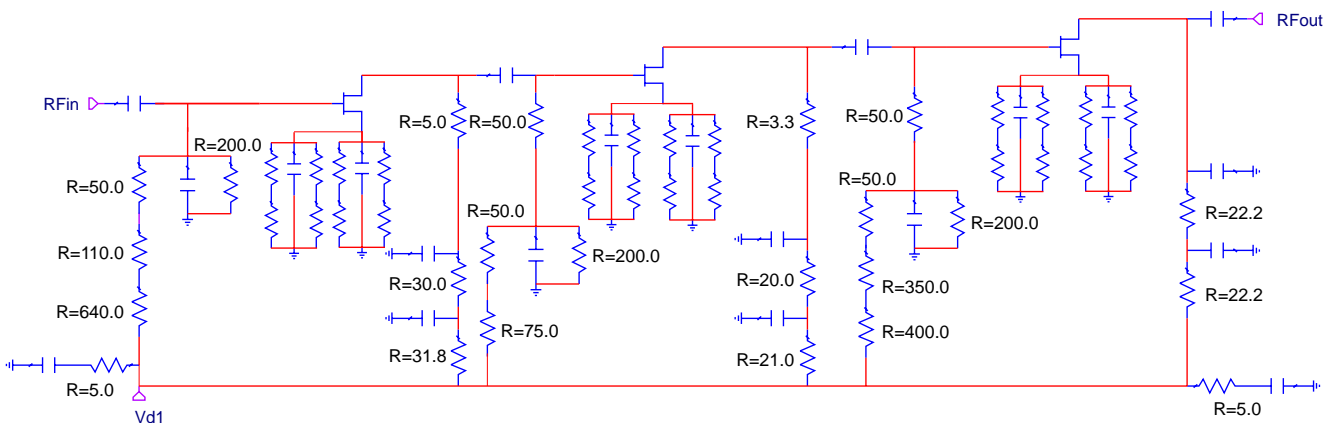 RFout
RFin
R=5.0
R=50.0
R=3.3
R=50.0
R=200.0
R=50.0
R=50.0
R=50.0
R=22.2
R=200.0
R=110.0
R=200.0
R=30.0
R=20.0
R=350.0
R=22.2
R=640.0
R=75.0
R=400.0
R=31.8
R=21.0
R=5.0
R=5.0
Vd1